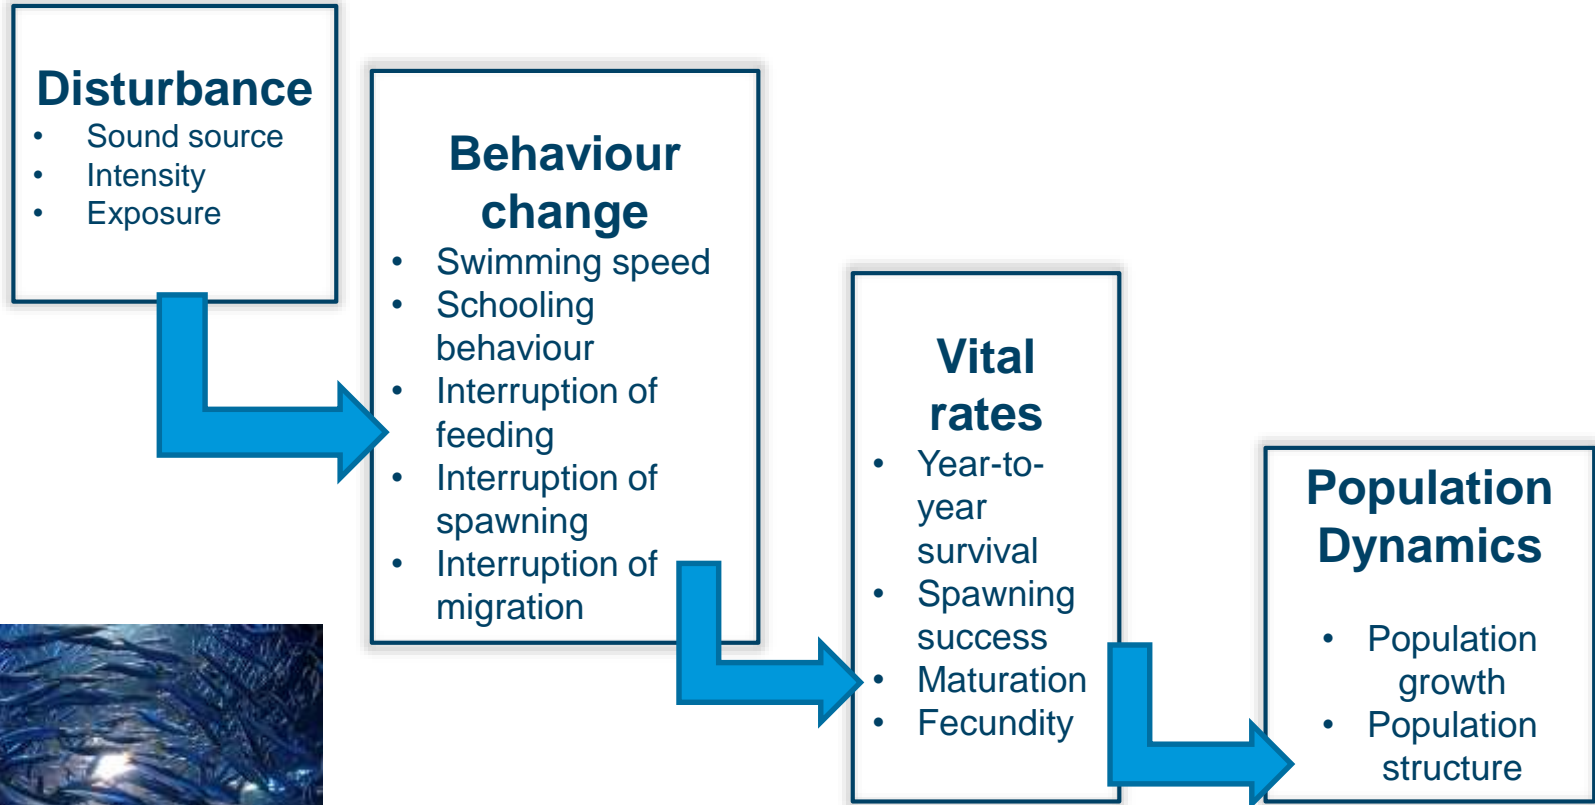 Disturbance
• Sound source
• Intensity
• Exposure
Behaviour
change
• Swimming speed
• Schooling
behaviour
• Interruption of
feeding
• Interruption of
spawning
• Interruption of
migration
Vital
rates
• Year-to-
year
survival
• Spawning
success
• Maturation
• Fecundity
Population
Dynamics
• Population
growth
• Population
structure